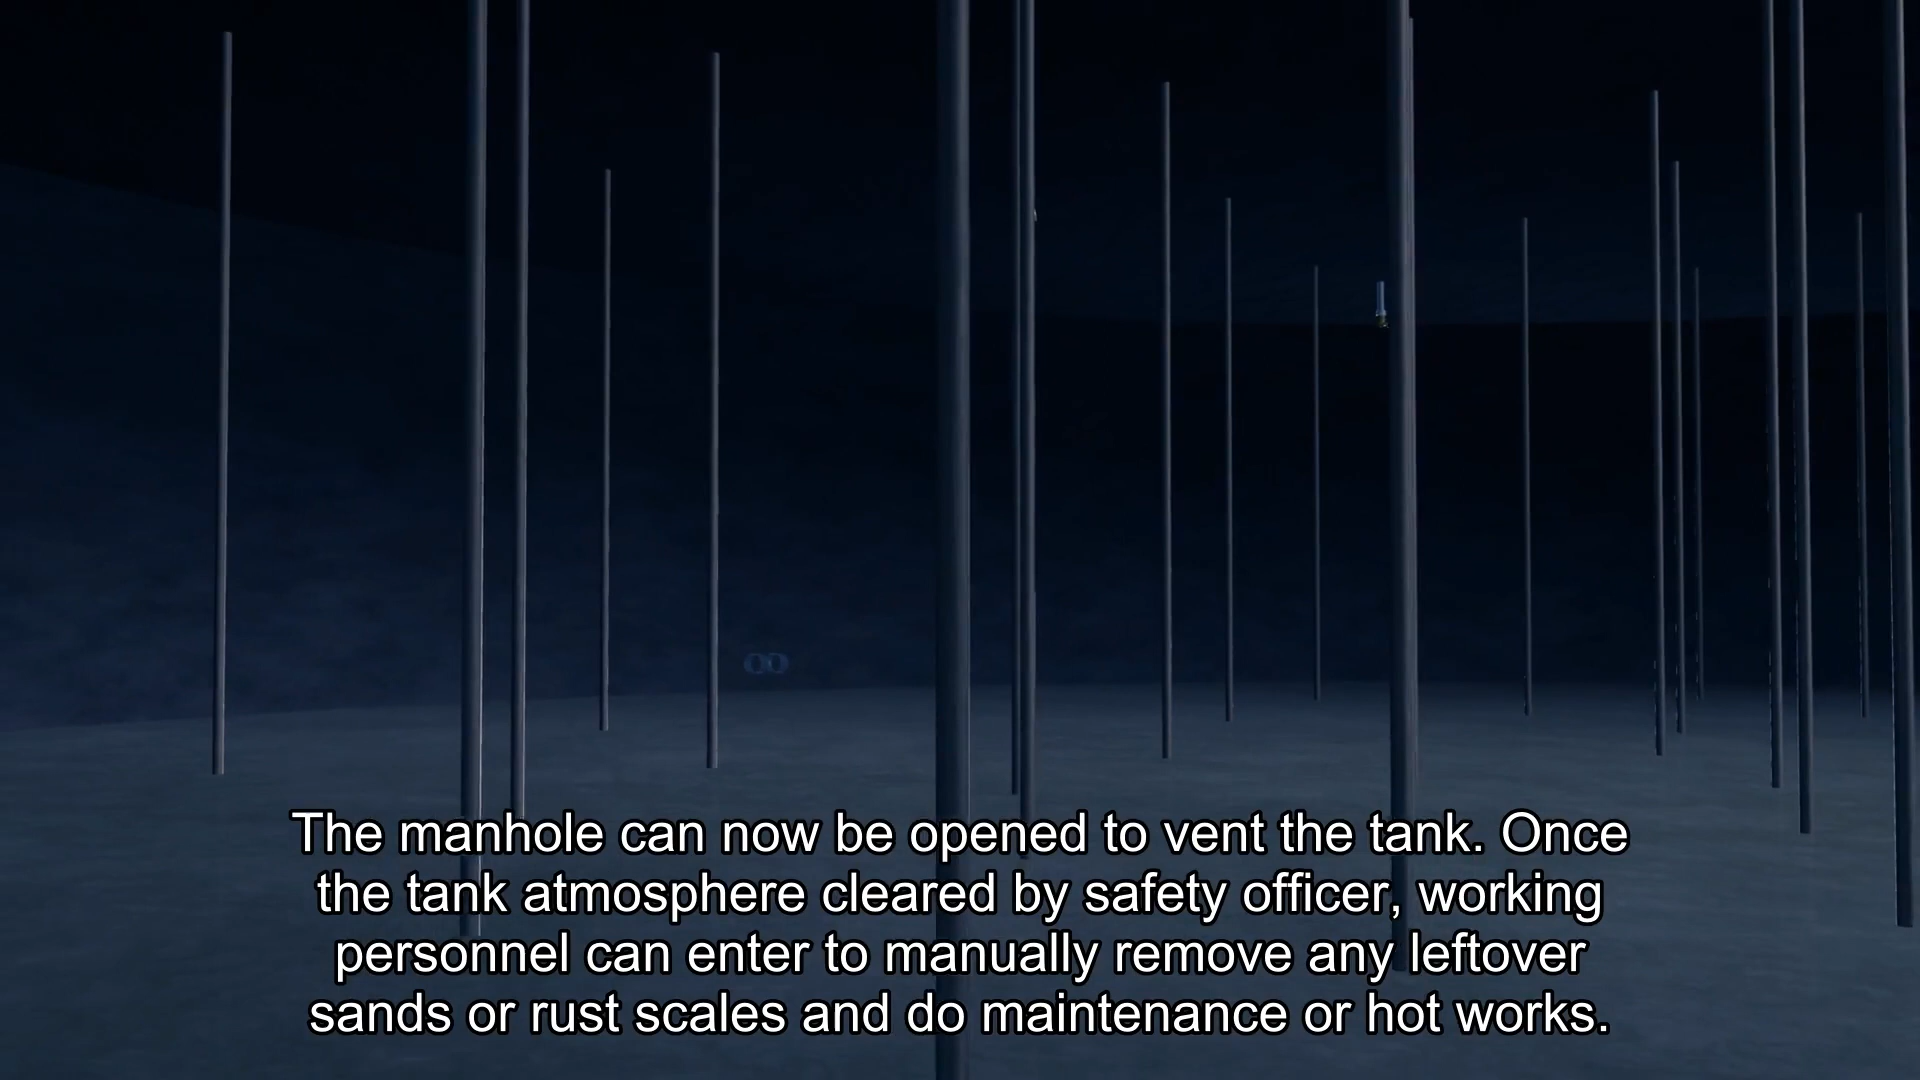 The manhole can now be opened to vent the tank. Once
the tank atmosphere cleared by safety officer, working
personnel can enter to manually remove any leftover
sands or rust scales and do maintenance or hot works.